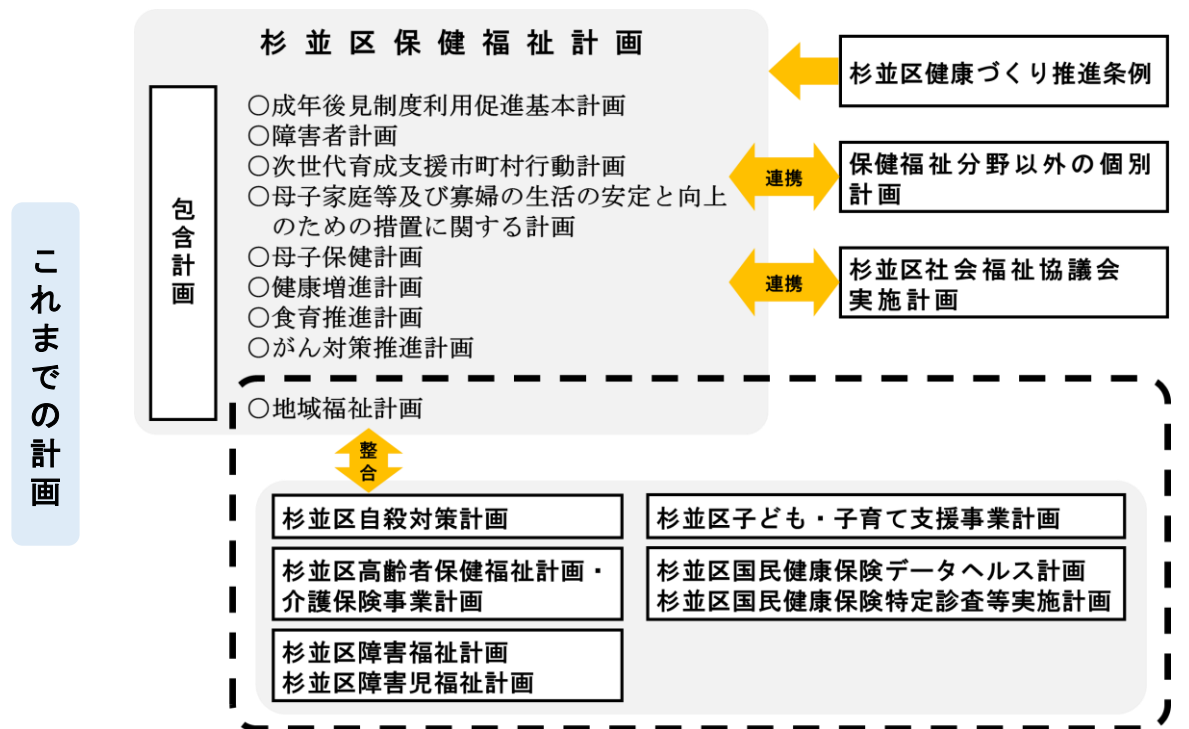 これまでの計画
杉並区保健福祉計画
包含計画
〇成年後見制度利用促進基本計画
〇障害者計画
〇次世代育成支援市町村行動計画
〇母子家庭等及び寡婦の生活の安定と向上
のための措置に関する計画
〇母子保健計画
〇健康増進計画
〇食育推進計画
〇がん対策推進計画
〇地域福祉計画
杉並区健康づくり推進条例
連携
保健福祉分野以外の個別
計画
連携
杉並区社会福祉協議会
実施計画
整
合
杉並区自殺対策計画
杉並区高齢者保健福祉計画・
介護保険事業計画
杉並区障害福祉計画
杉並区障害児福祉計画
杉並区子ども・子育て支援事業計画
杉並区国民健康保険データヘルス計画
杉並区国民健康保険特定診査等実施計画